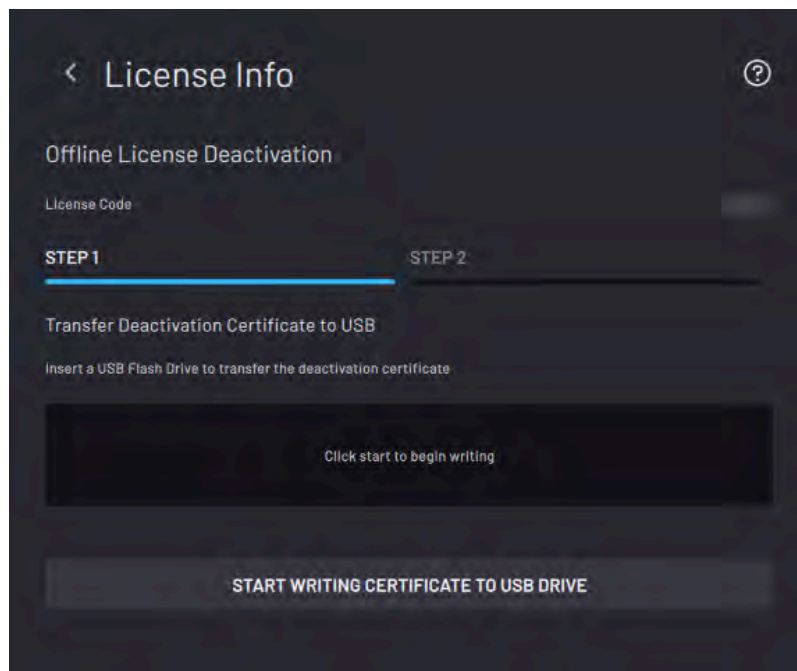 License Info
Offline License Deactivation
License Code
STEP 1 STEP 2
Transfer Deactivation Certificate to USB
Insert a USB Flash Drive to transfer the deactivation certificate
Click start to begin writing
START WRITING CERTIFICATE TO USB DRIVE